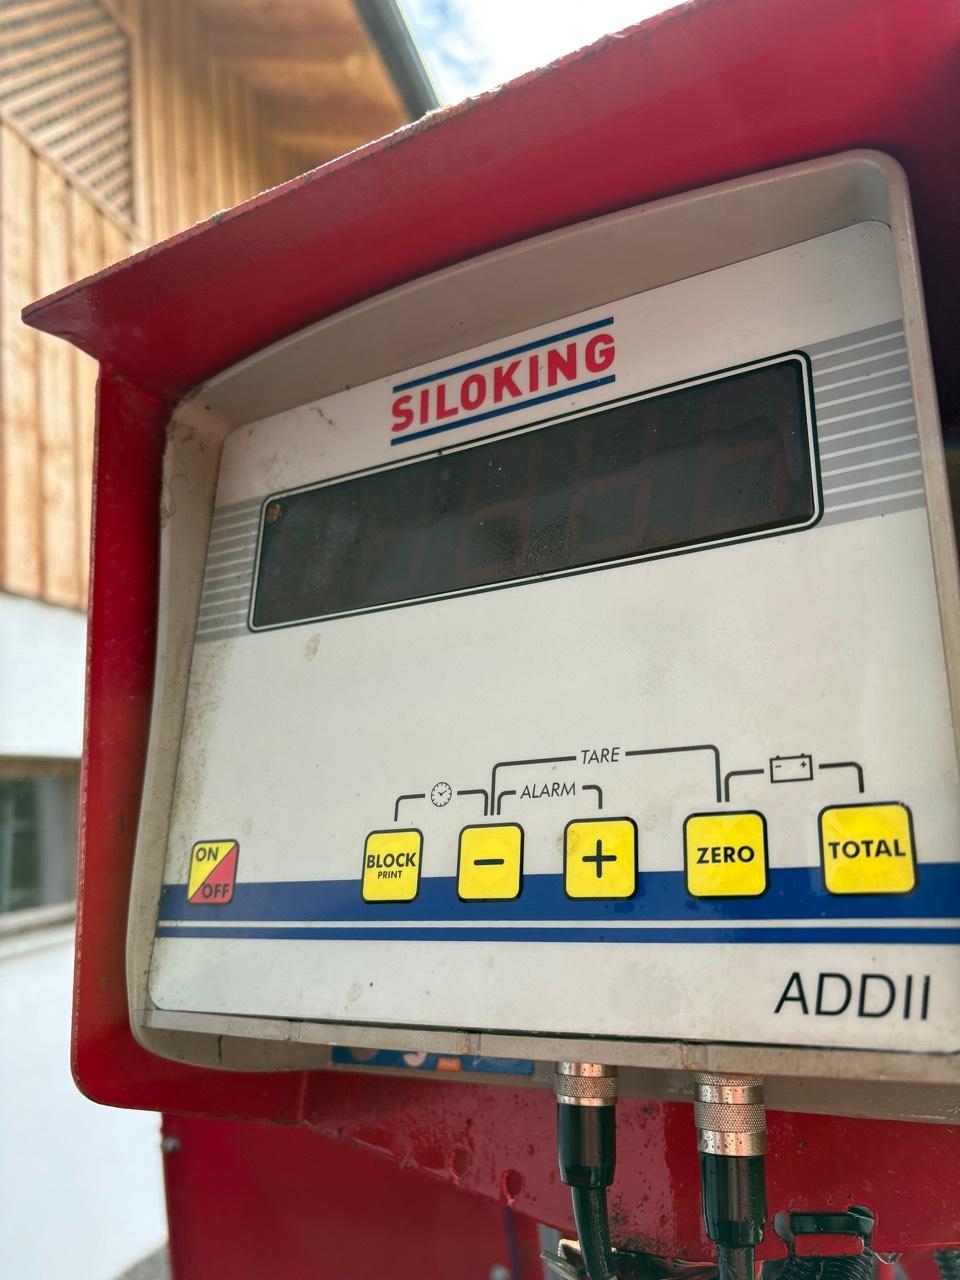 SILOKING
TARE
ALARM
ON
OFF
BLOCK
PRINT
−
+
ZERO
TOTAL
ADDII